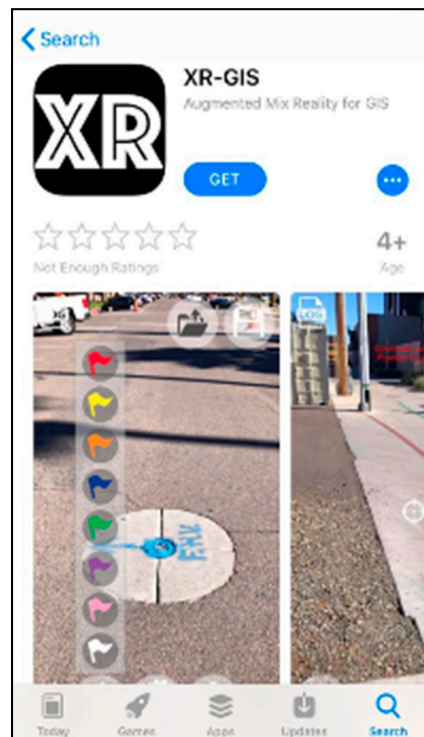 Search
XR
XR-GIS
Augmented Mix Reality for GIS
GET
4+
Not Enough Ratings
Age
LOG
Today
Games
Apps
Updates
Search